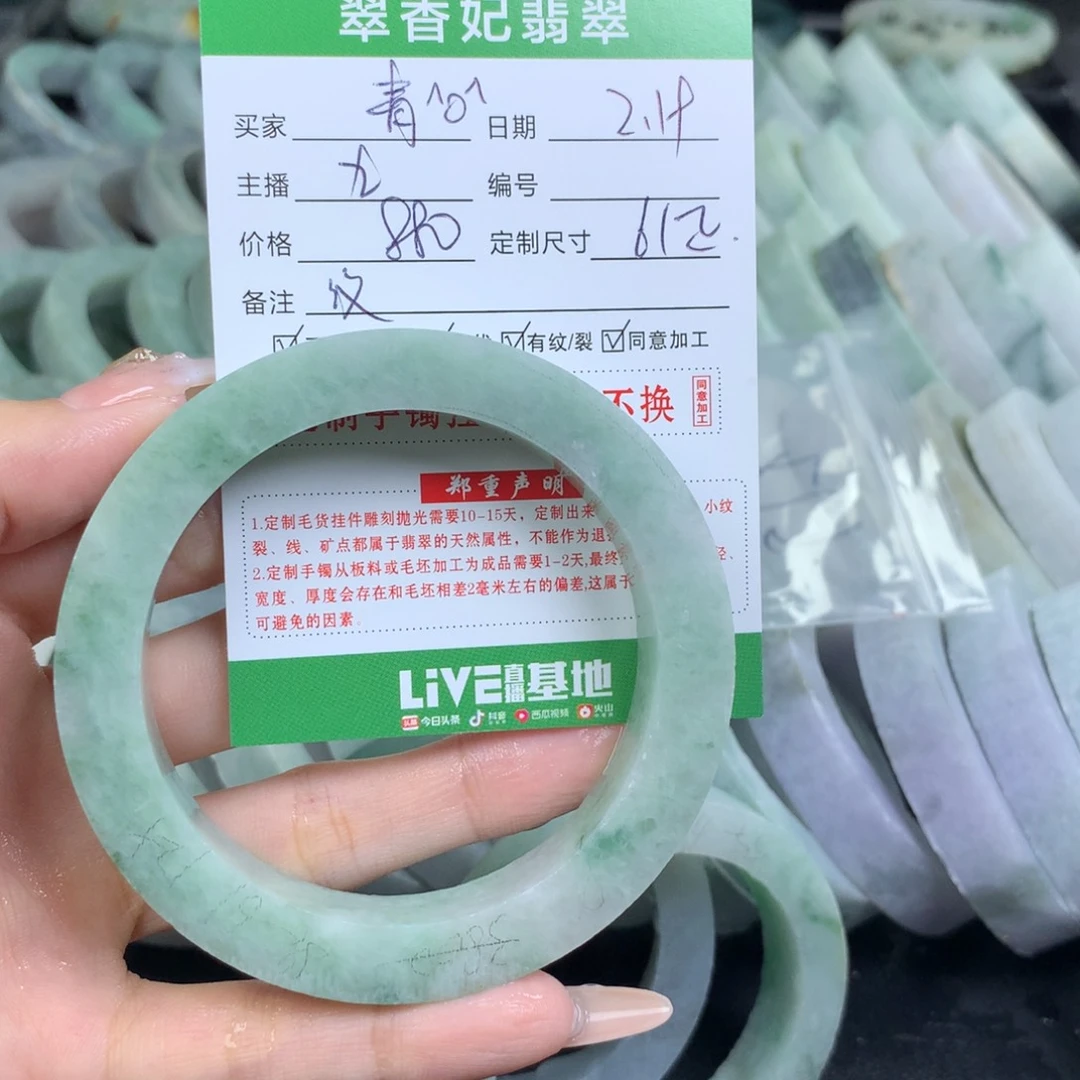 翠香妃翡翠
买家 青^o^ 日期 2.14
主播 九 编号
价格 880 定制尺寸
备注 纹
有纹/裂 同意加工
不换 同意加工
郑重声明
1.定制毛货挂件雕刻抛光需要10-15天，定制出来 小纹
裂、线、矿点都属于翡翠的天然属性，不能作为退
2.定制手镯从板料或毛坯加工为成品需要1-2天,最终 径、
宽度、厚度会存在和毛坯相差2毫米左右的偏差,这属于
可避免的因素。
LiVE直播基地
今日头条 抖音 西瓜视频 火山